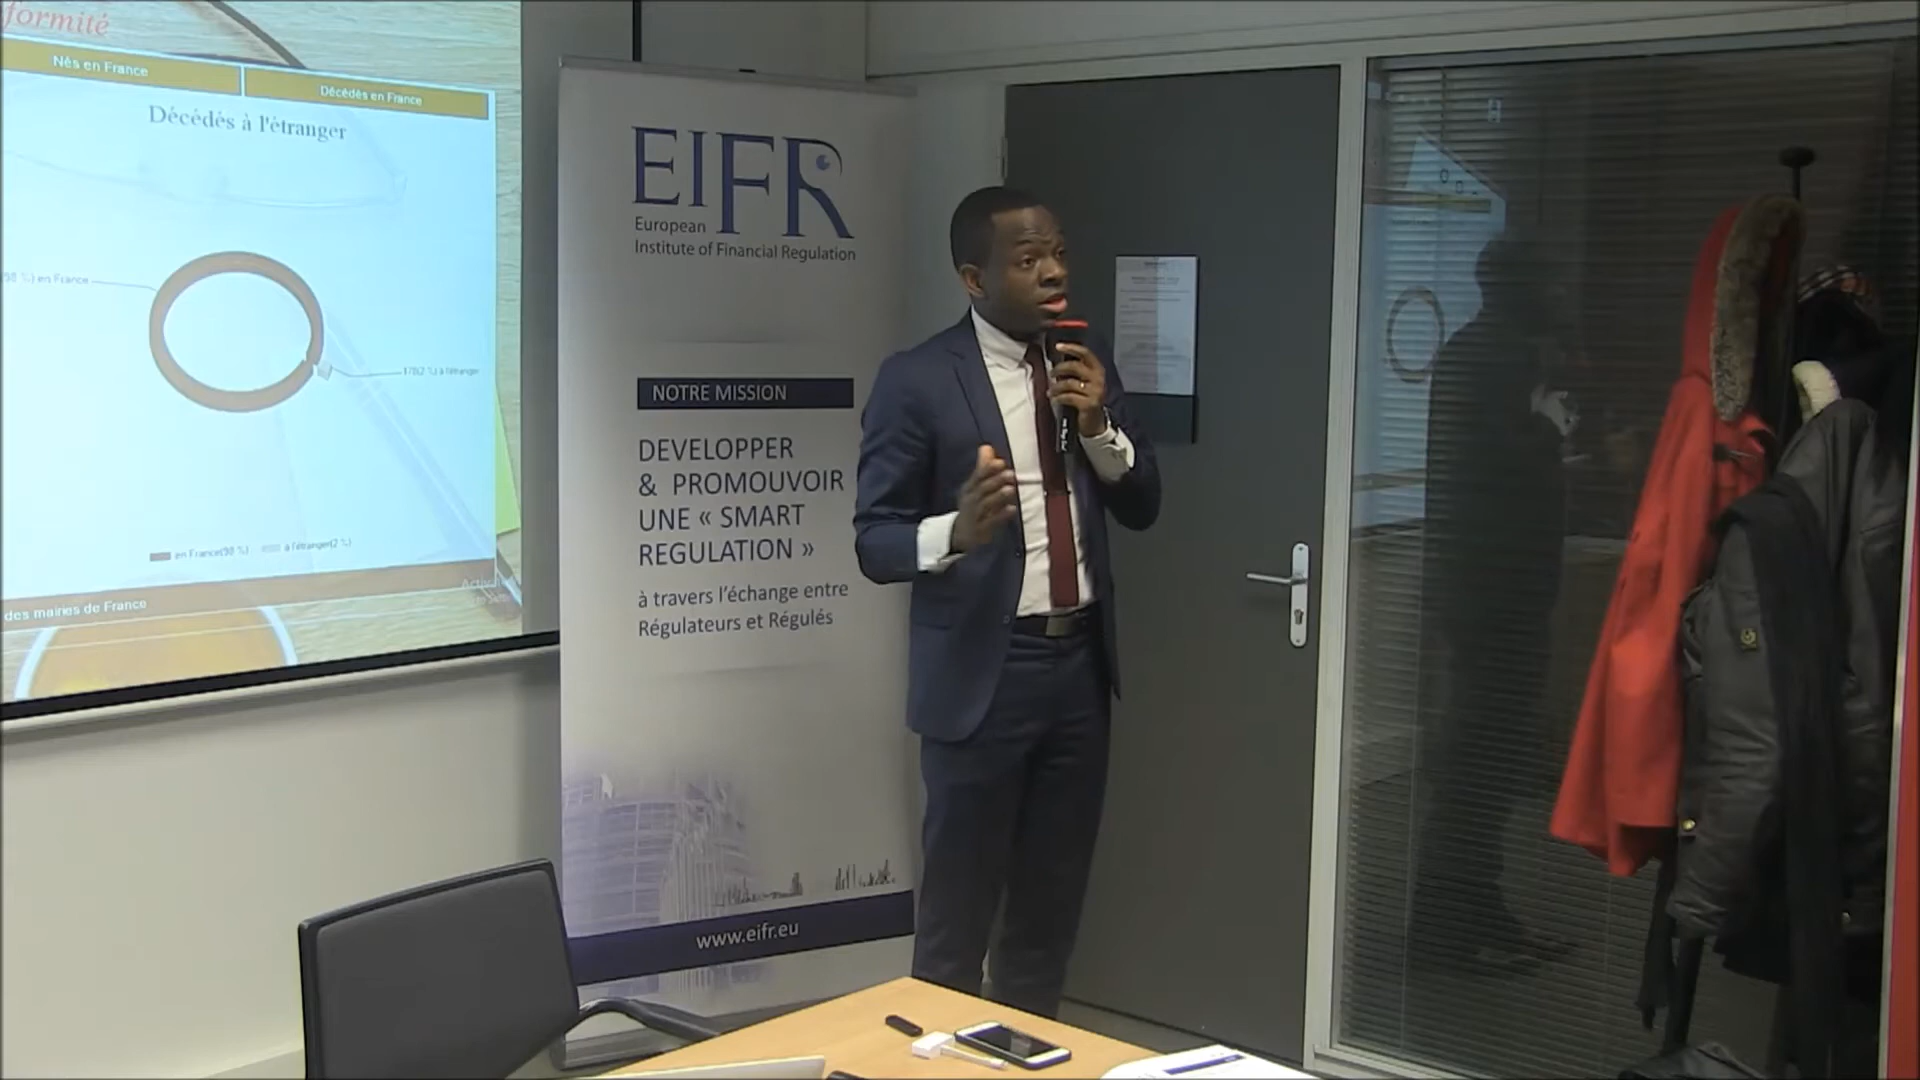 formité
Nés en France
Décédés en France
Décédés à l'étranger
en France
à l'étranger
en France(98 %)
à l'étranger(2 %)
des mairies de France
EIFR
European
Institute of Financial Regulation
NOTRE MISSION
DEVELOPPER
& PROMOUVOIR
UNE « SMART
REGULATION »
à travers l'échange entre
Régulateurs et Régulés
www.eifr.eu